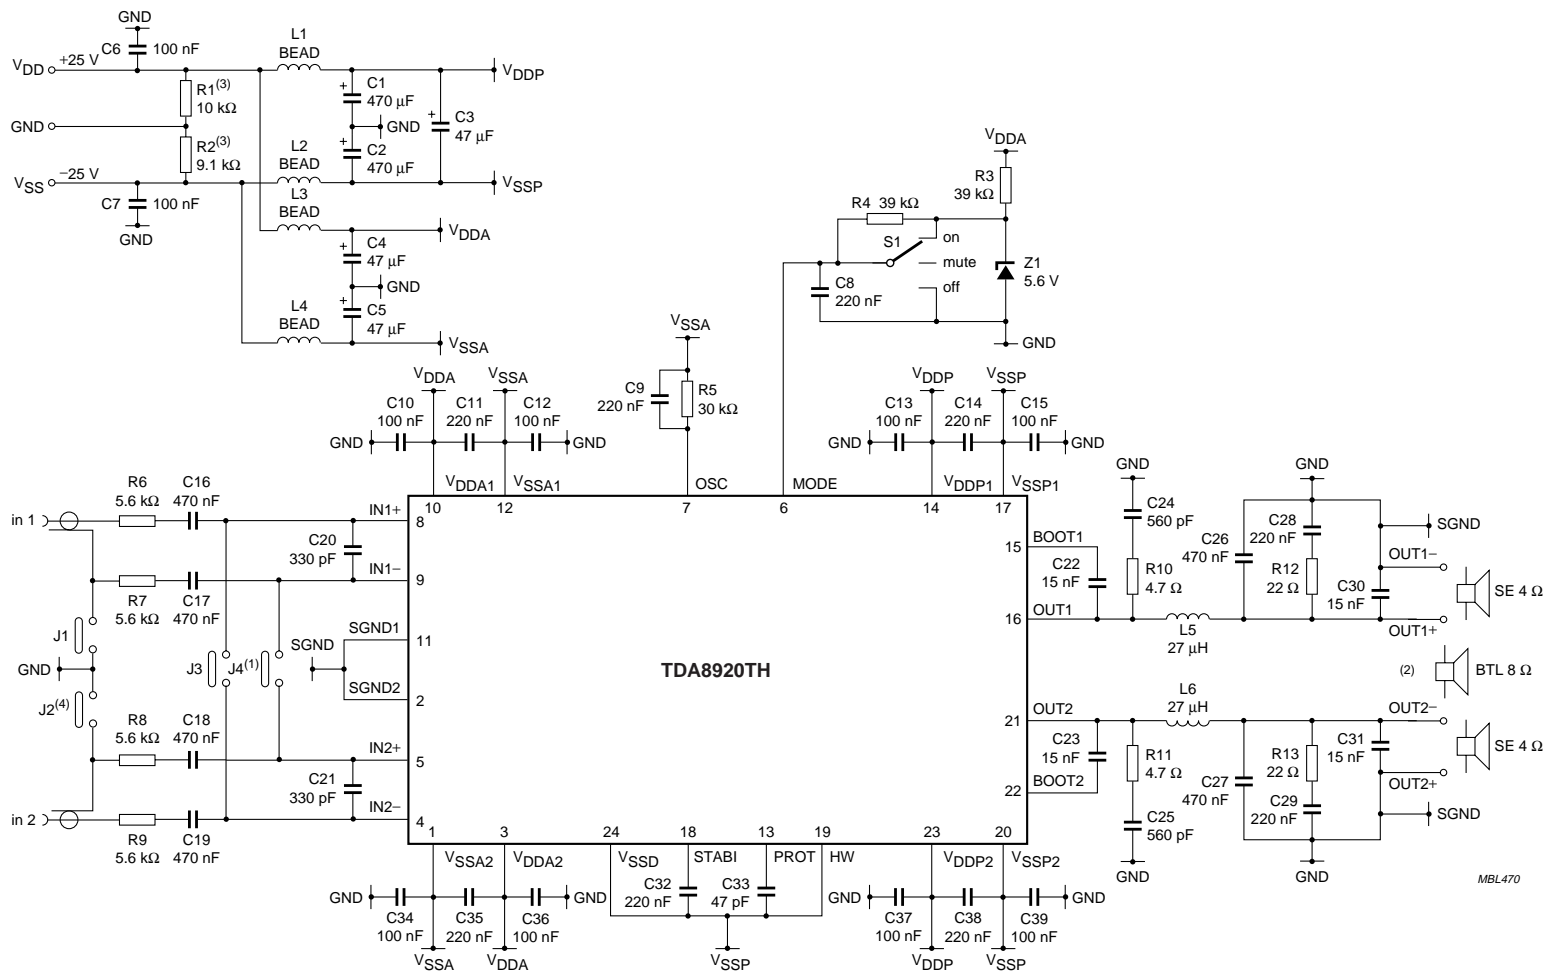 GND
C6 100 nF
VDD +25 V
L1
BEAD
VDDP
R1(3)
10 kΩ
C1
470 µF
GND
GND
C3
47 µF
R2(3)
9.1 kΩ
L2
BEAD
C2
470 µF
VSS −25 V
VSSP
C7 100 nF
GND
L3
BEAD
VDDA
C4
47 µF
GND
L4
BEAD
C5
47 µF
VSSA
VDDA
R3
39 kΩ
R4 39 kΩ
S1
on
mute
off
Z1
5.6 V
C8
220 nF
GND
VSSA
C9
220 nF
R5
30 kΩ
VDDA
VSSA
C10
100 nF
C11
220 nF
C12
100 nF
GND
GND
VDDP
VSSP
C13
100 nF
C14
220 nF
C15
100 nF
GND
GND
VDDA1
VSSA1
OSC
MODE
VDDP1
VSSP1
10
12
7
6
14
17
in 1
R6
5.6 kΩ
C16
470 nF
IN1+
8
C20
330 pF
IN1−
9
R7
5.6 kΩ
C17
470 nF
J1
GND
J2(4)
J3
J4(1)
SGND
SGND1
11
SGND2
2
R8
5.6 kΩ
C18
470 nF
IN2+
5
C21
330 pF
IN2−
4
in 2
R9
5.6 kΩ
C19
470 nF
TDA8920TH
15
BOOT1
C22
15 nF
16
OUT1
GND
C24
560 pF
R10
4.7 Ω
L5
27 µH
GND
C26
470 nF
C28
220 nF
R12
22 Ω
C30
15 nF
SGND
OUT1−
SE 4 Ω
OUT1+
(2)
BTL 8 Ω
21
OUT2
C23
15 nF
22
BOOT2
L6
27 µH
R11
4.7 Ω
C25
560 pF
GND
C27
470 nF
R13
22 Ω
C29
220 nF
C31
15 nF
GND
OUT2−
SE 4 Ω
OUT2+
SGND
1
3
24
18
13
19
23
20
VSSA2
VDDA2
VSSD
STABI
PROT
HW
VDDP2
VSSP2
GND
C34
100 nF
C35
220 nF
C36
100 nF
GND
VSSA
VDDA
C32
220 nF
C33
47 pF
VSSP
GND
C37
100 nF
C38
220 nF
C39
100 nF
GND
VDDP
VSSP
MBL470